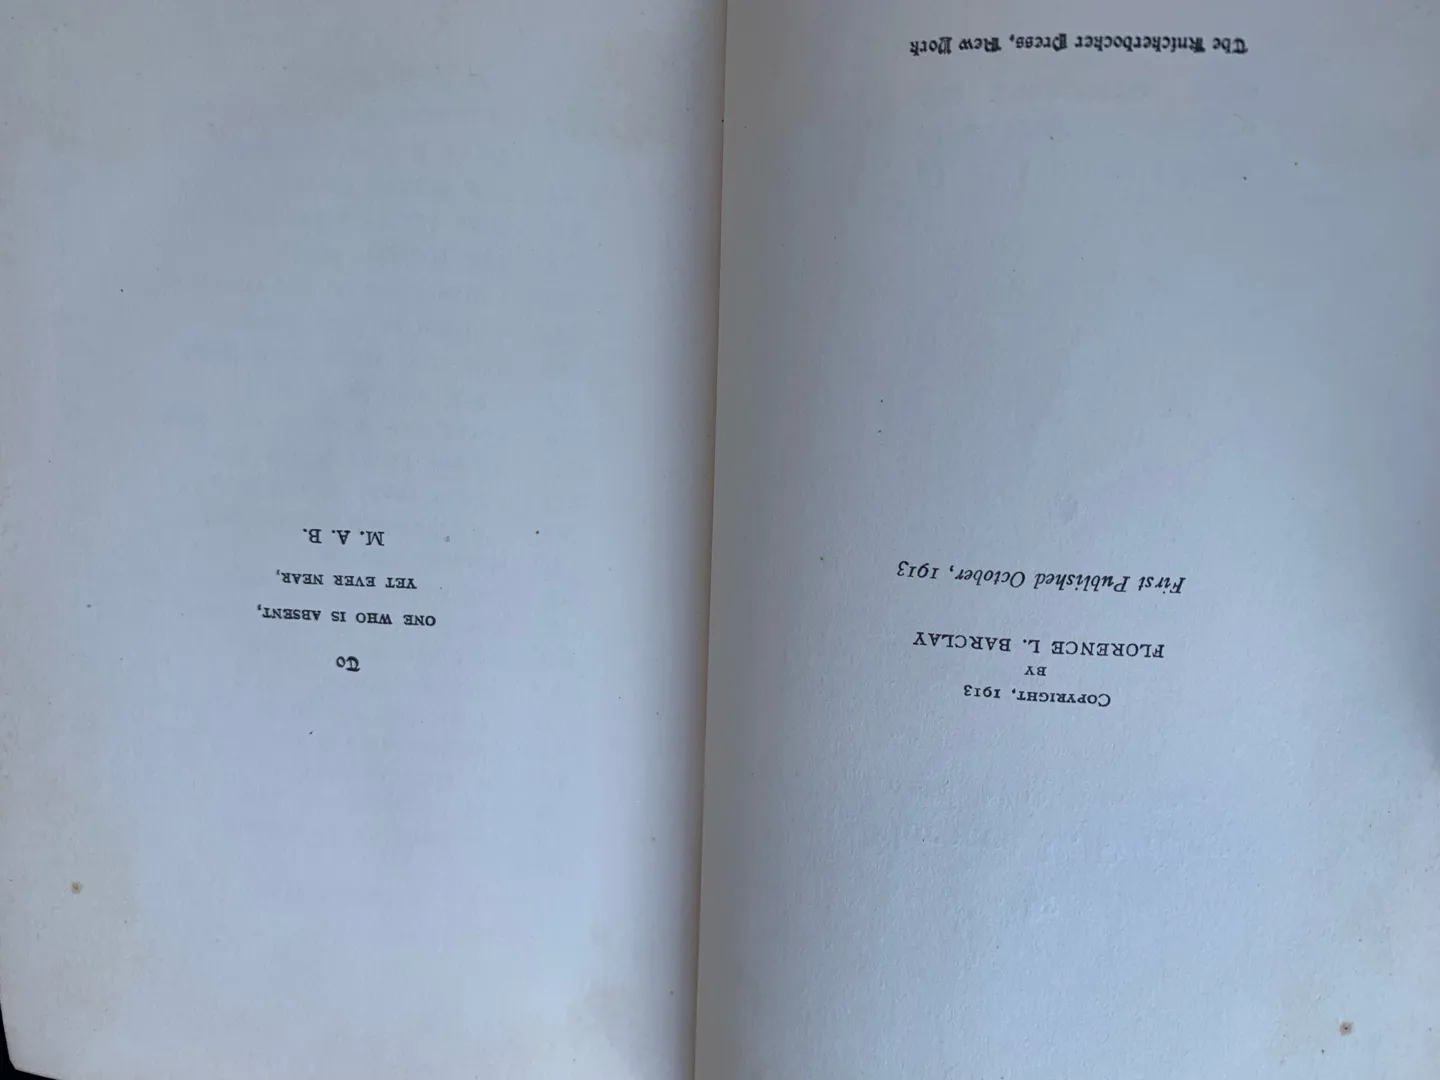 COPYRIGHT, 1913
BY
FLORENCE L. BARCLAY
First Published October, 1913
The Knickerbocker Press, New York
To
ONE WHO IS ABSENT,
YET EVER NEAR,
M. A. B.